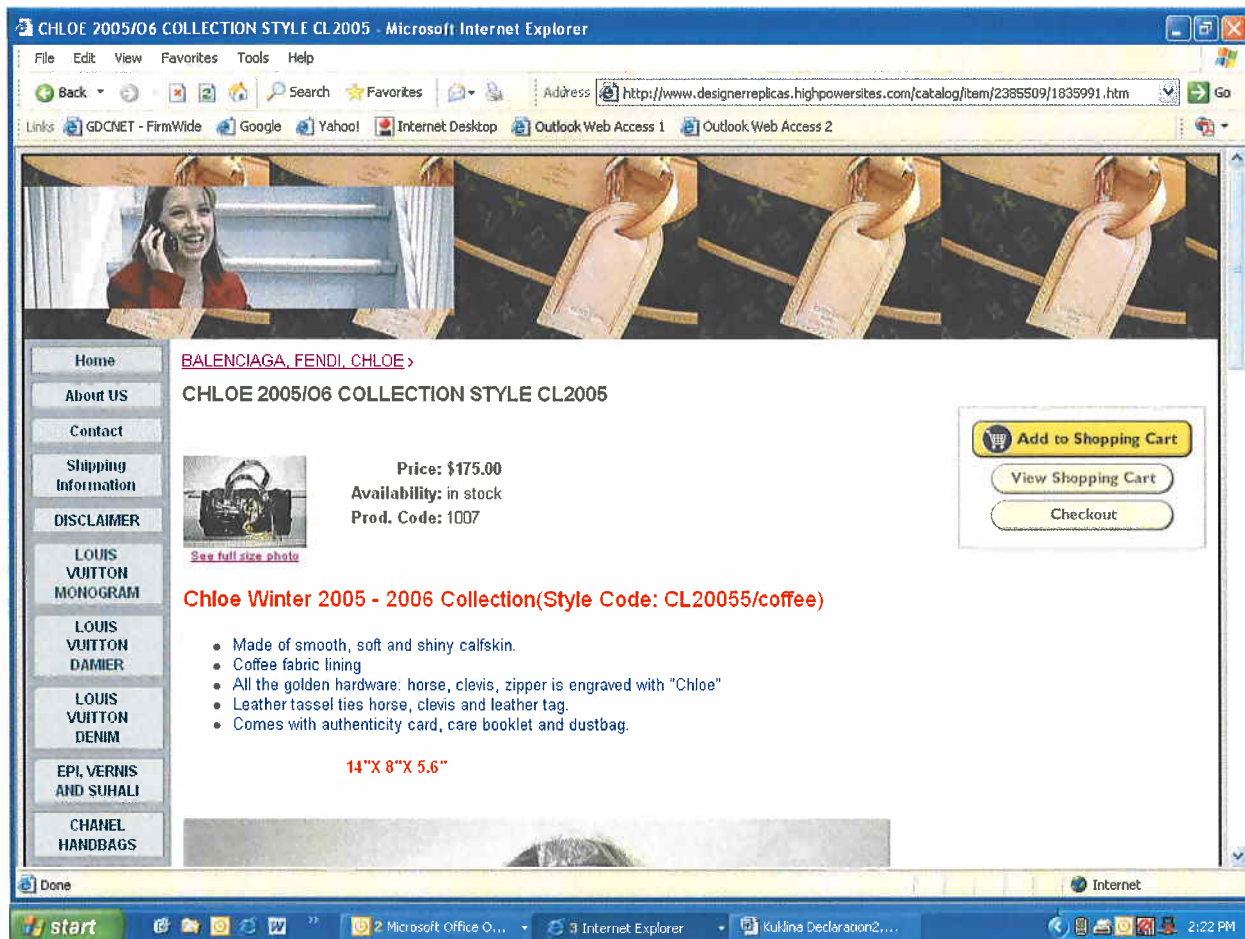 CHLOE 2005/O6 COLLECTION STYLE CL2005 - Microsoft Internet Explorer
File Edit View Favorites Tools Help
Back Search Favorites Address http://www.designerreplicas.highpowersites.com/catalog/item/2385509/1835991.htm Go
Links GDCNET - FirmWide Google Yahoo! Internet Desktop Outlook Web Access 1 Outlook Web Access 2
Home
About US
Contact
Shipping
Information
DISCLAIMER
LOUIS
VUITTON
MONOGRAM
LOUIS
VUITTON
DAMIER
LOUIS
VUITTON
DENIM
EPI, VERNIS
AND SUHALI
CHANEL
HANDBAGS
BALENCIAGA, FENDI, CHLOE >
CHLOE 2005/O6 COLLECTION STYLE CL2005
Add to Shopping Cart
View Shopping Cart
Checkout
Price: $175.00
Availability: in stock
Prod. Code: 1007
See full size photo
Chloe Winter 2005 - 2006 Collection(Style Code: CL20055/coffee)
• Made of smooth, soft and shiny calfskin.
• Coffee fabric lining
• All the golden hardware: horse, clevis, zipper is engraved with "Chloe"
• Leather tassel ties horse, clevis and leather tag.
• Comes with authenticity card, care booklet and dustbag.
14"X 8"X 5.6"
Done Internet
start 2 Microsoft Office O... 3 Internet Explorer Kuklina Declaration2,... 2:22 PM